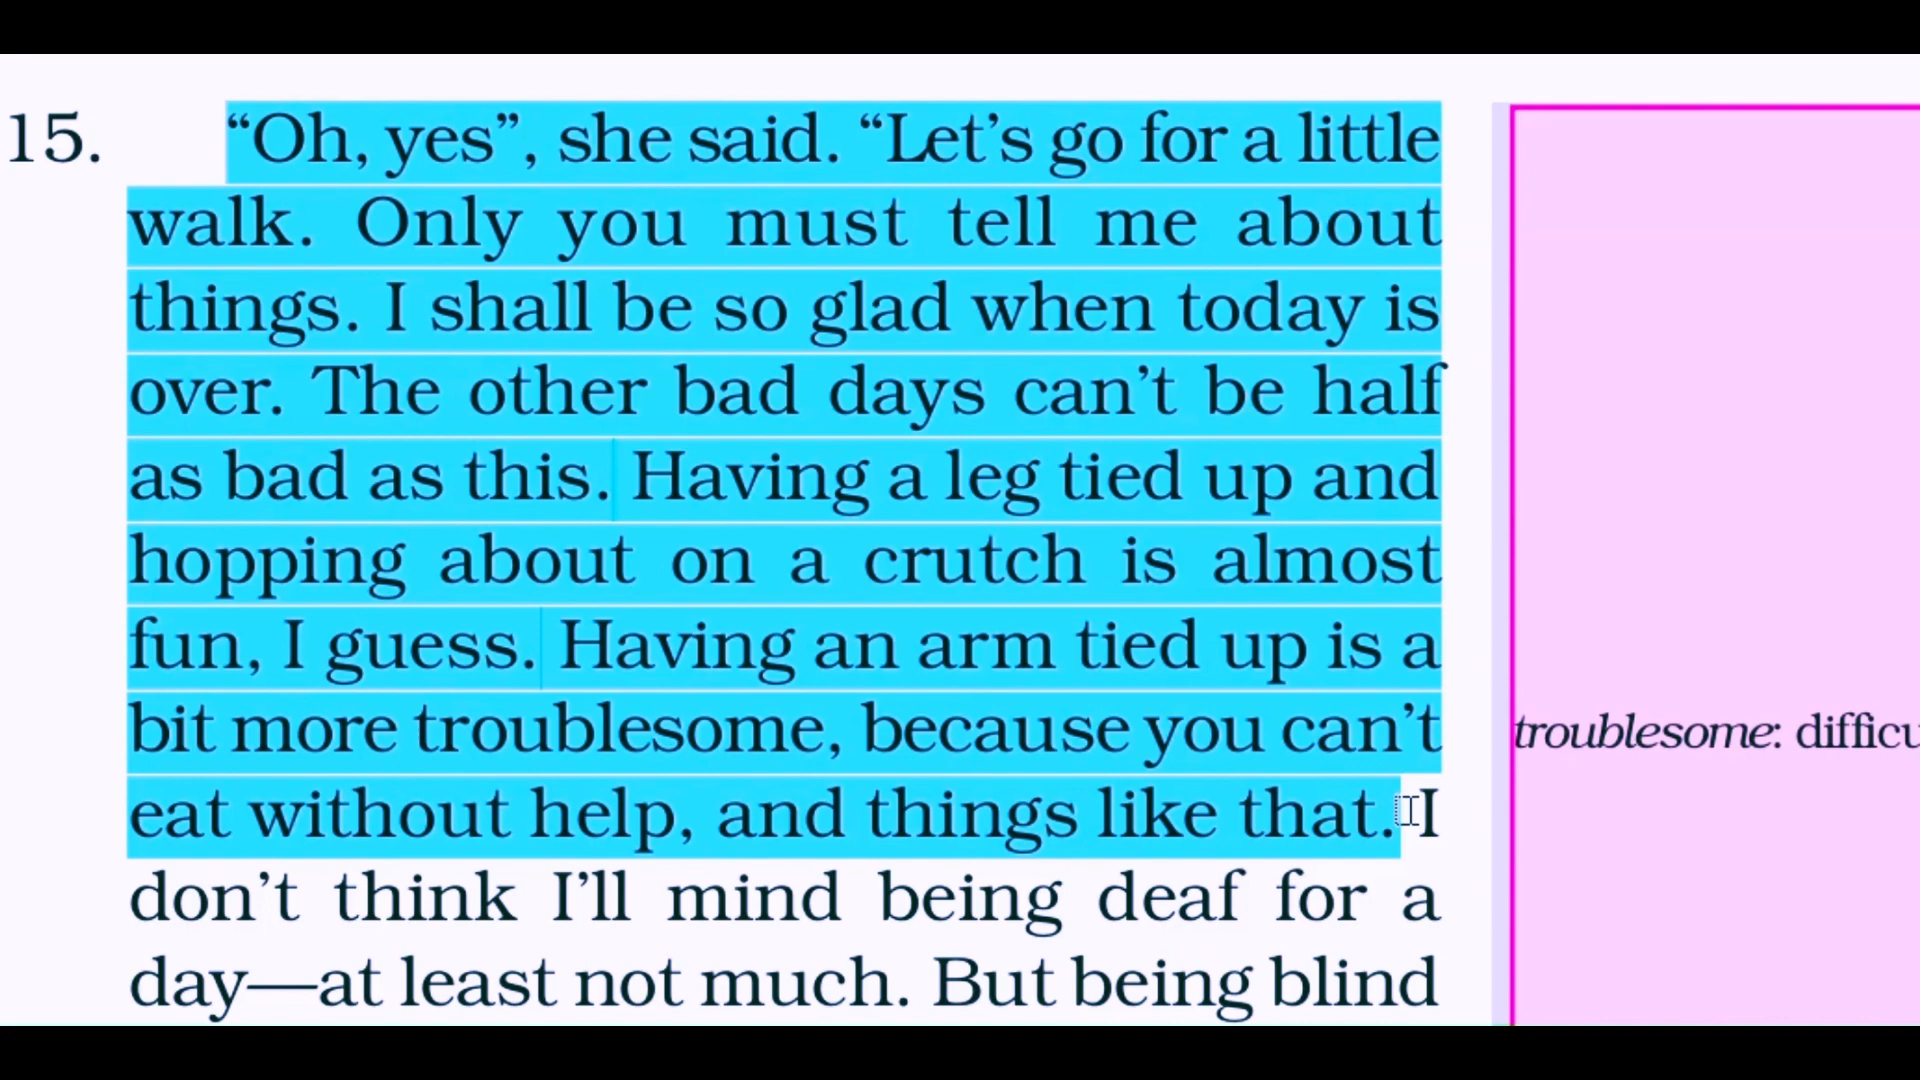 15. “Oh, yes”, she said. “Let’s go for a little
walk. Only you must tell me about
things. I shall be so glad when today is
over. The other bad days can’t be half
as bad as this. Having a leg tied up and
hopping about on a crutch is almost
fun, I guess. Having an arm tied up is a
bit more troublesome, because you can’t
eat without help, and things like that. I
don’t think I’ll mind being deaf for a
day—at least not much. But being blind
troublesome: difficu